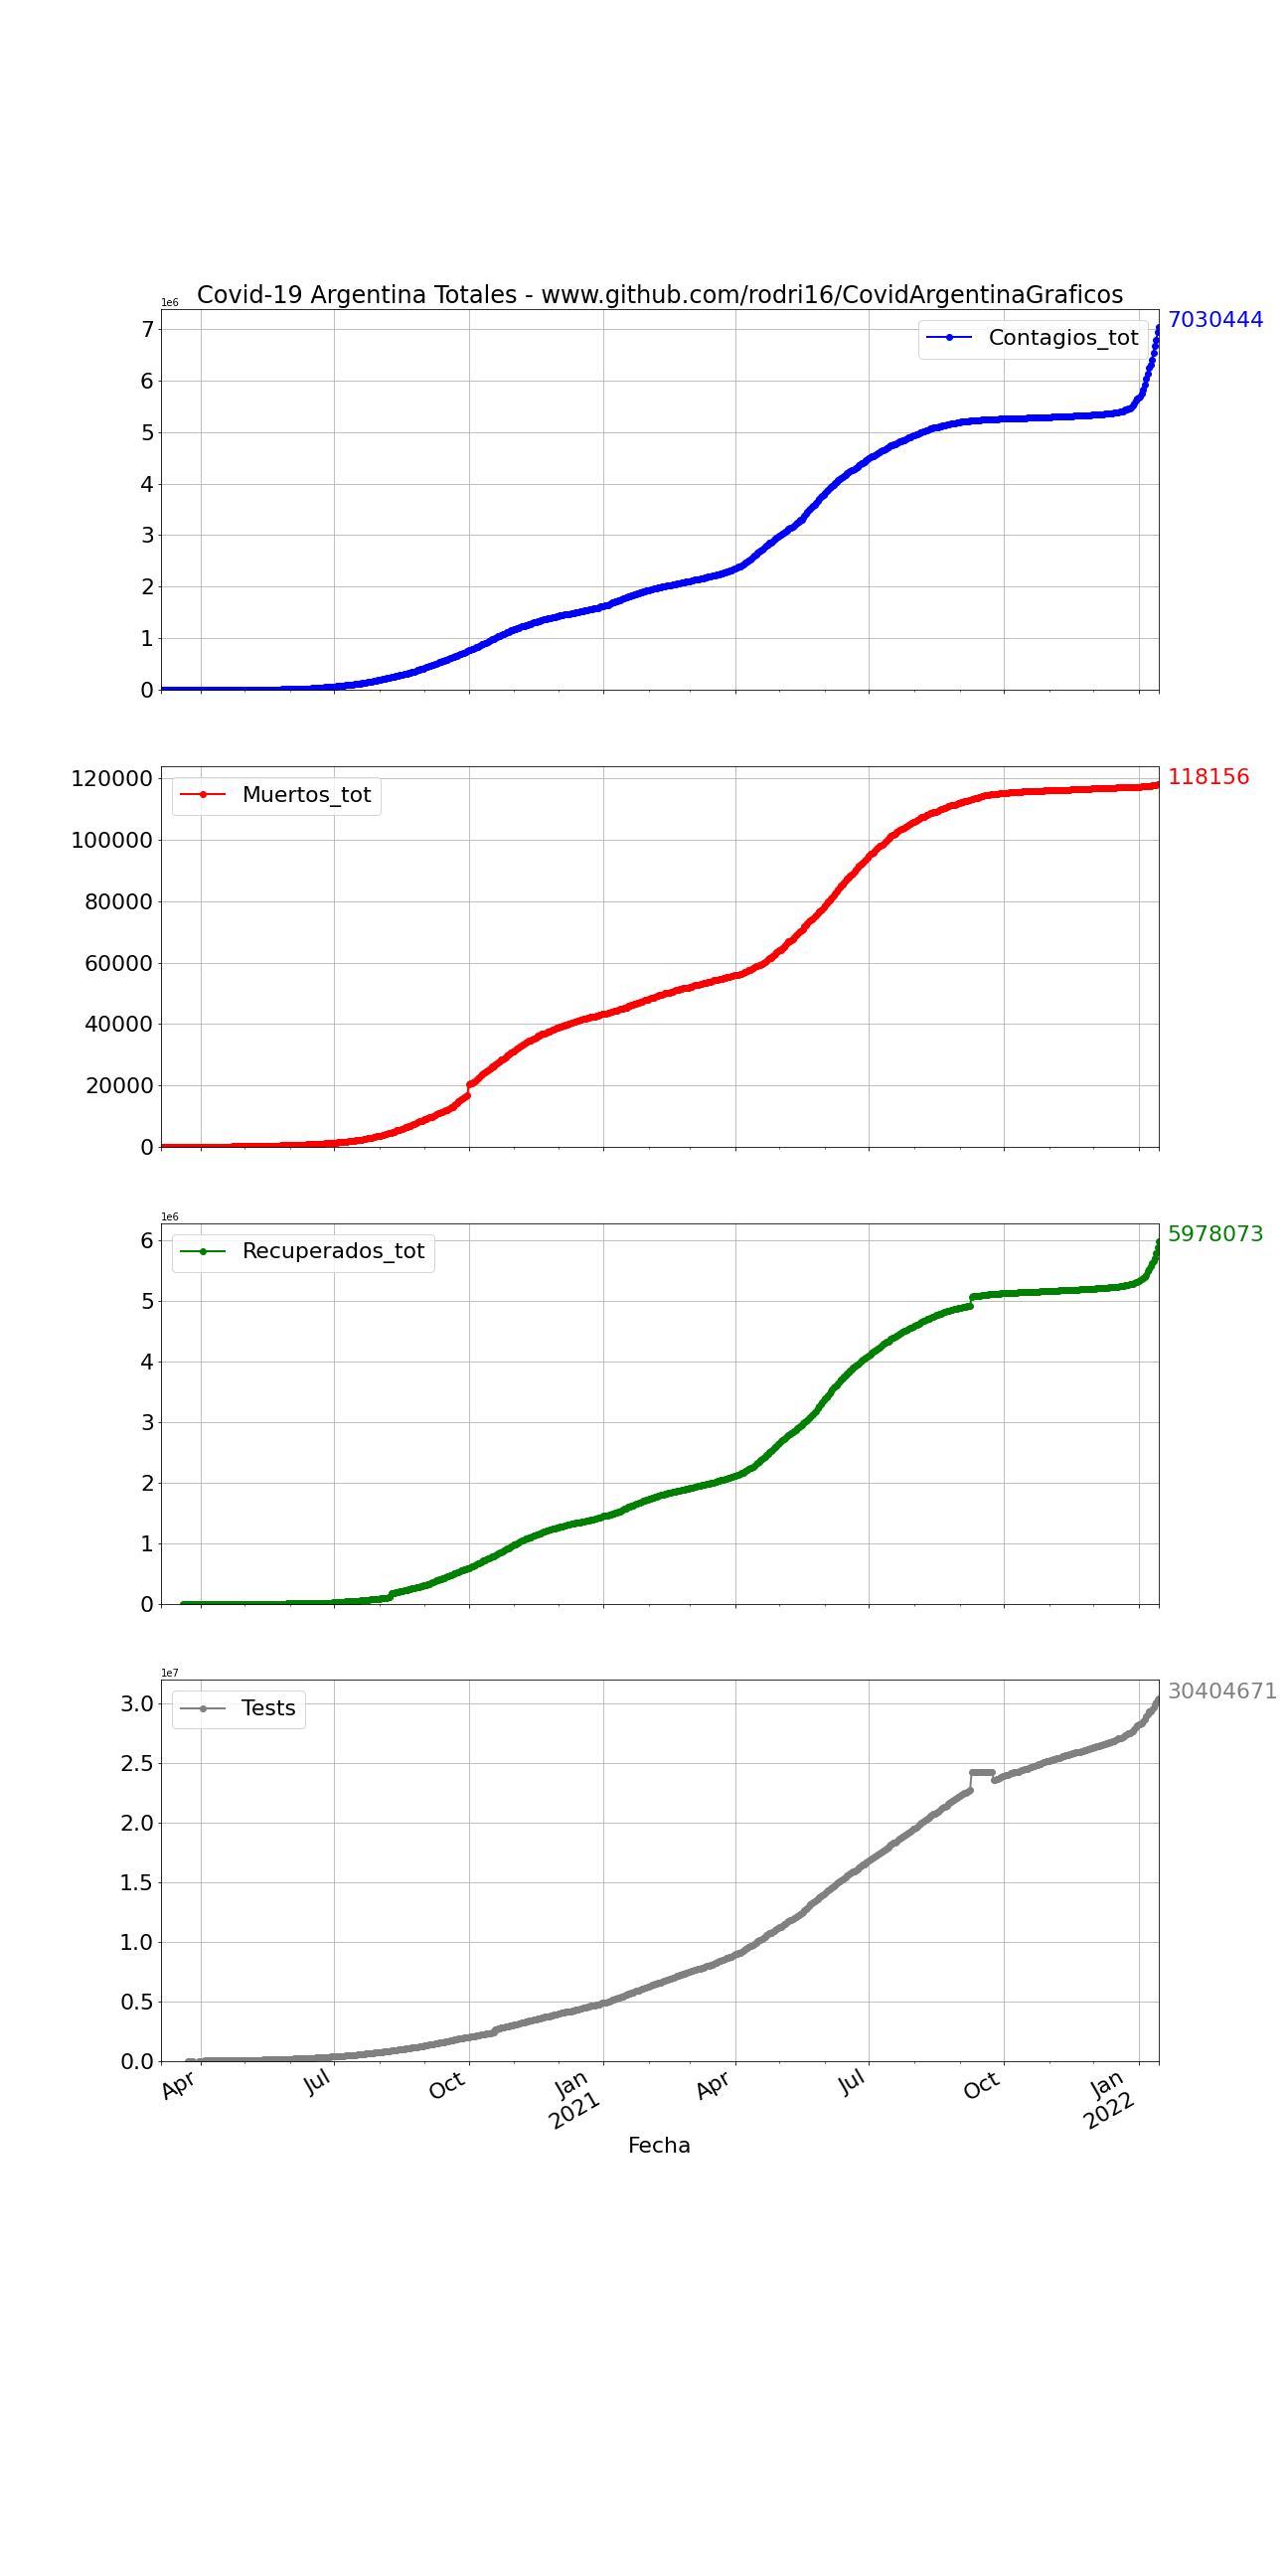 Covid-19 Argentina Totales - www.github.com/rodri16/CovidArgentinaGraficos
1e6
7030444
Contagios_tot
7
6
5
4
3
2
1
0
118156
Muertos_tot
120000
100000
80000
60000
40000
20000
0
1e6
5978073
Recuperados_tot
6
5
4
3
2
1
0
1e7
30404671
Tests
3.0
2.5
2.0
1.5
1.0
0.5
0.0
Apr
Jul
Oct
Jan
2021
Apr
Jul
Oct
Jan
2022
Fecha